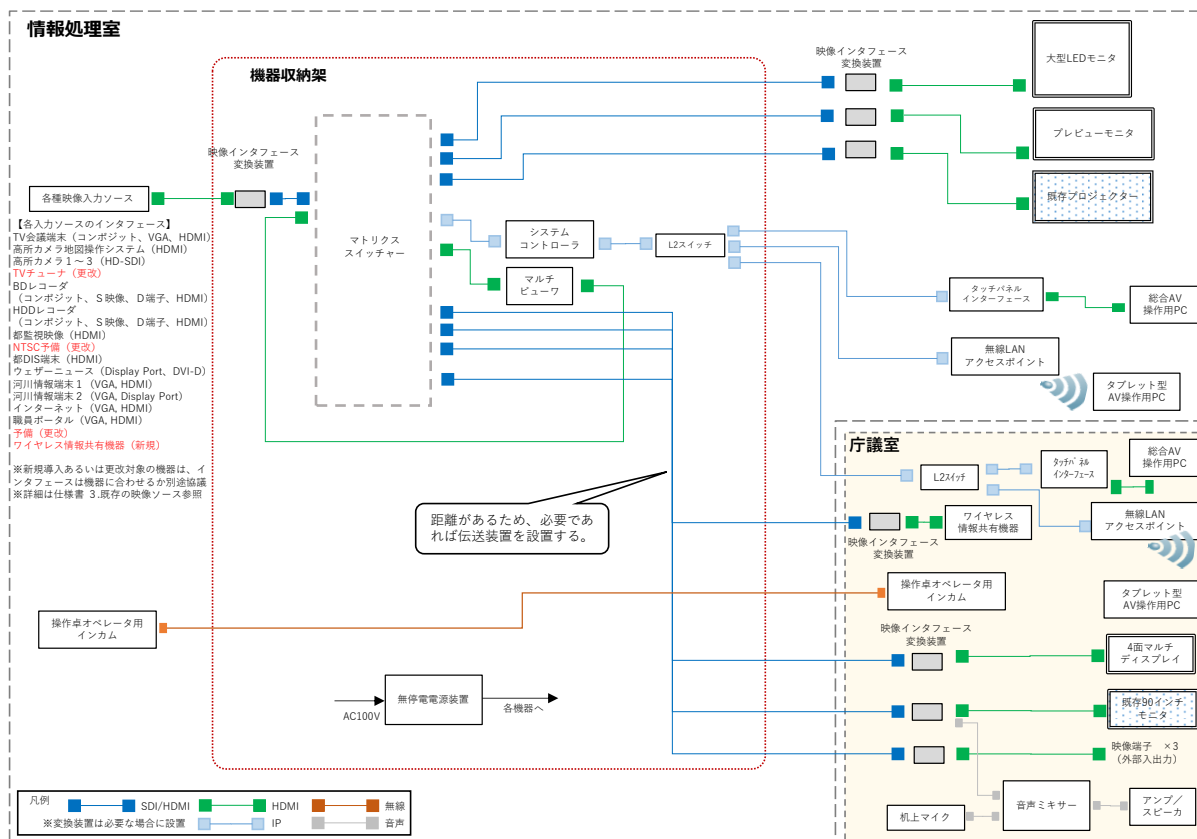 情報処理室
機器収納架
映像インタフェース
変換装置
大型LEDモニタ
プレビューモニタ
既存プロジェクター
映像インタフェース
変換装置
各種映像入力ソース
【各入力ソースのインタフェース】
TV会議端末（コンポジット、VGA、HDMI）
高所カメラ地図操作システム（HDMI）
高所カメラ１～３（HD-SDI）
TVチューナ（更改）
BDレコーダ
（コンポジット、Ｓ映像、Ｄ端子、HDMI）
HDDレコーダ
（コンポジット、Ｓ映像、Ｄ端子、HDMI）
都監視映像（HDMI）
NTSC予備（更改）
都DIS端末（HDMI）
ウェザーニュース（Display Port、DVI-D）
河川情報端末１（VGA, HDMI）
河川情報端末２（VGA, Display Port）
インターネット（VGA, HDMI）
職員ポータル（VGA, HDMI）
予備（更改）
ワイヤレス情報共有機器（新規）
※新規導入あるいは更改対象の機器は、イ
ンタフェースは機器に合わせるか別途協議
※詳細は仕様書 3.既存の映像ソース参照
マトリクス
スイッチャー
システム
コントローラ
L2スイッチ
マルチ
ビューワ
タッチパネル
インターフェース
総合AV
操作用PC
無線LAN
アクセスポイント
タブレット型
AV操作用PC
距離があるため、必要であ
れば伝送装置を設置する。
庁議室
L2スイッチ
タッチパネル
インターフェース
総合AV
操作用PC
無線LAN
アクセスポイント
ワイヤレス
情報共有機器
映像インタフェース
変換装置
操作卓オペレータ用
インカム
操作卓オペレータ用
インカム
タブレット型
AV操作用PC
映像インタフェース
変換装置
4面マルチ
ディスプレイ
既存90インチ
モニタ
映像端子　×３
（外部入出力）
無停電電源装置
AC100V
各機器へ
音声ミキサー
アンプ／
スピーカ
机上マイク
凡例
SDI/HDMI
HDMI
無線
※変換装置は必要な場合に設置
IP
音声